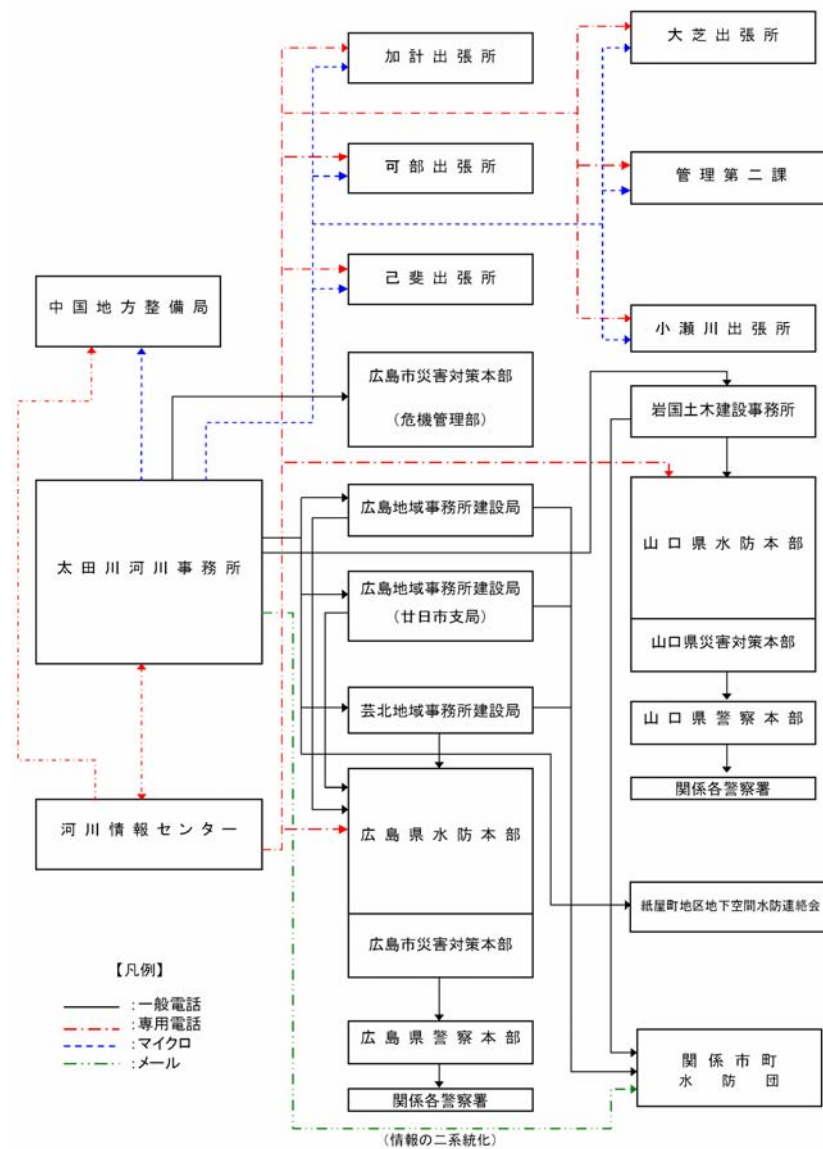 加計出張所
大芝出張所
可部出張所
管理第二課
己斐出張所
中国地方整備局
小瀬川出張所
広島市災害対策本部
(危機管理部)
岩国土木建設事務所
広島地域事務所建設局
太田川河川事務所
山口県水防本部
広島地域事務所建設局
(廿日市支局)
山口県災害対策本部
芸北地域事務所建設局
山口県警察本部
関係各警察署
河川情報センター
広島県水防本部
紙屋町地区地下空間水防連絡会
広島市災害対策本部
【凡例】
:一般電話
:専用電話
:マイクロ
:メール
広島県警察本部
関係市町
水防団
関係各警察署
(情報の二系統化)